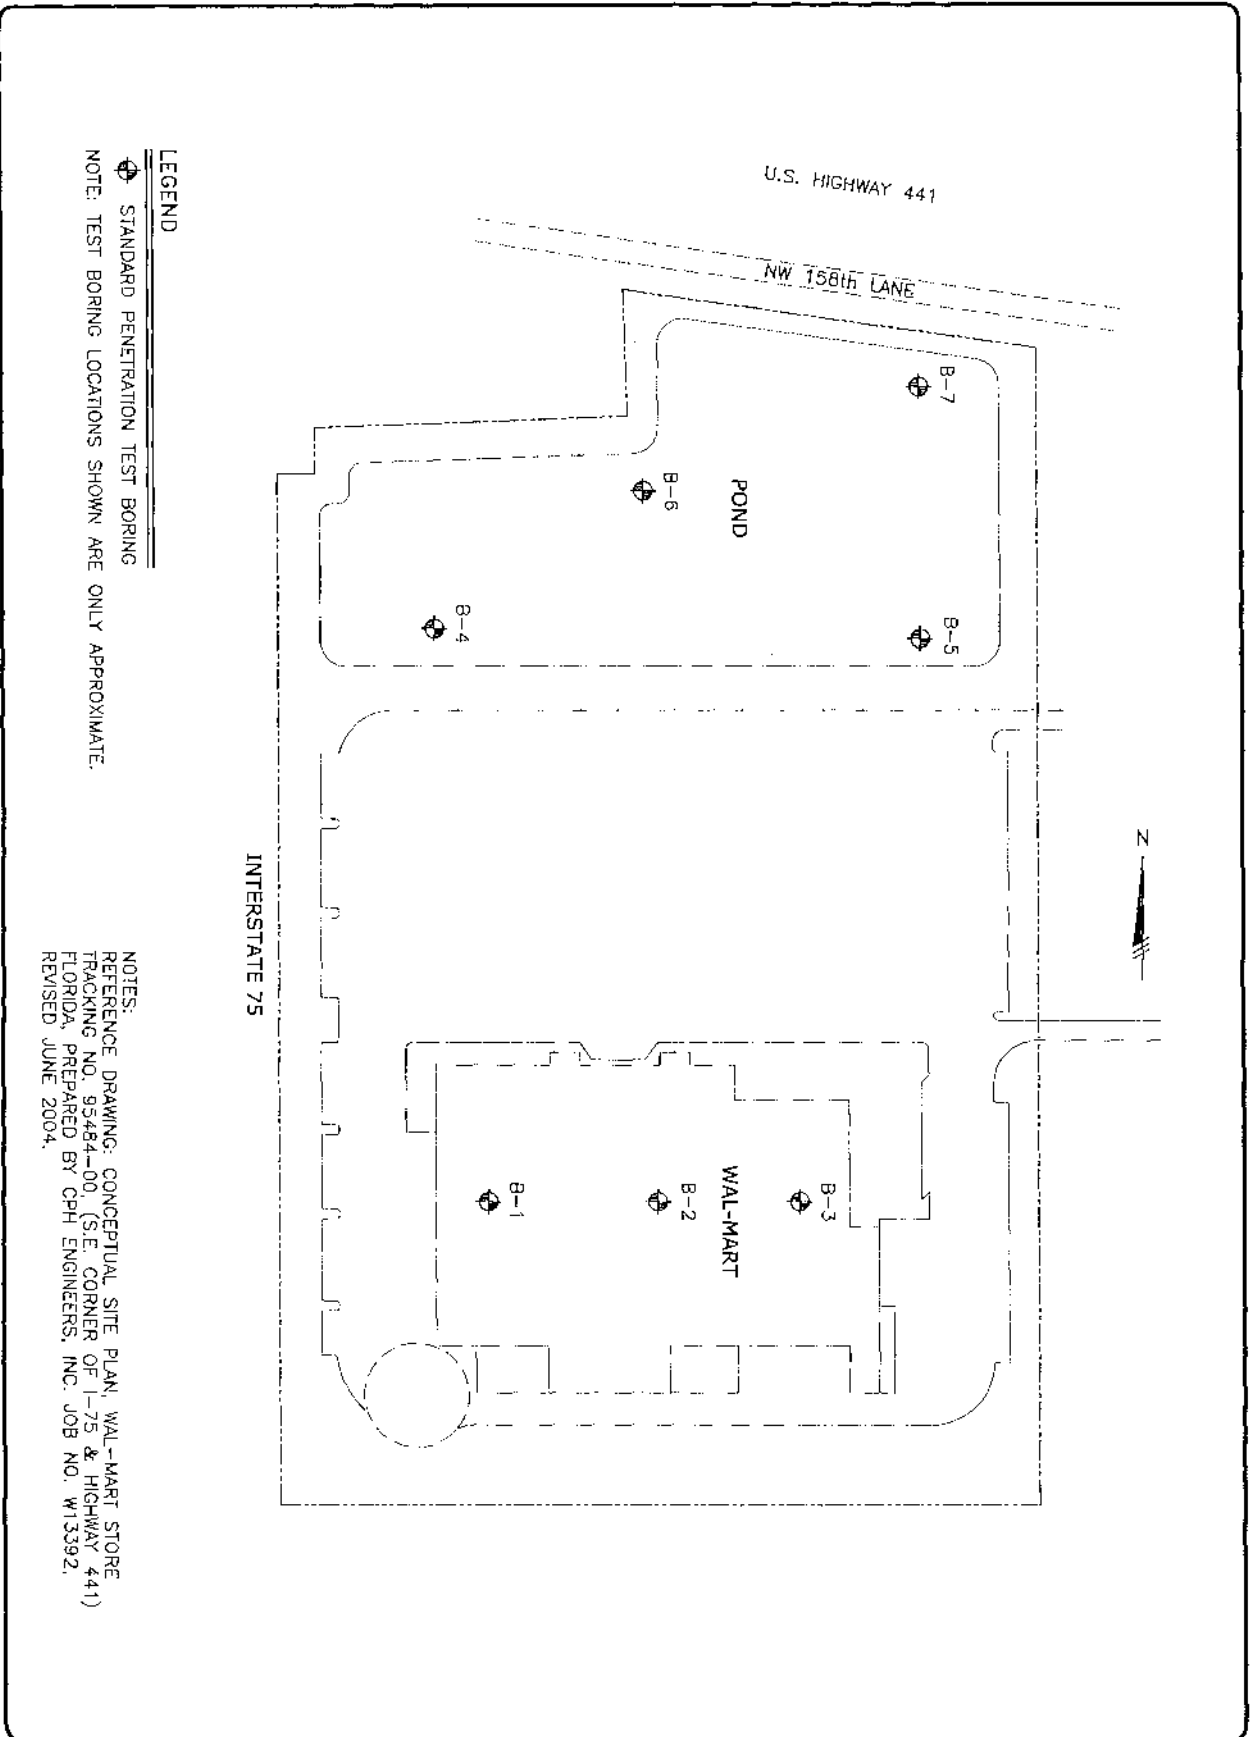 U.S. HIGHWAY 441
NW 158th LANE
B-7
B-6
POND
B-4
B-5
N
INTERSTATE 75
B-1
B-2
B-3
WAL-MART
LEGEND
STANDARD PENETRATION TEST BORING
NOTE: TEST BORING LOCATIONS SHOWN ARE ONLY APPROXIMATE.
NOTES:
REFERENCE DRAWING: CONCEPTUAL SITE PLAN, WAL-MART STORE
TRACKING NO. 95484-00, (S.E. CORNER OF I-75 & HIGHWAY 441)
FLORIDA, PREPARED BY CPH ENGINEERS, INC. JOB NO. W13392,
REVISED JUNE 2004.